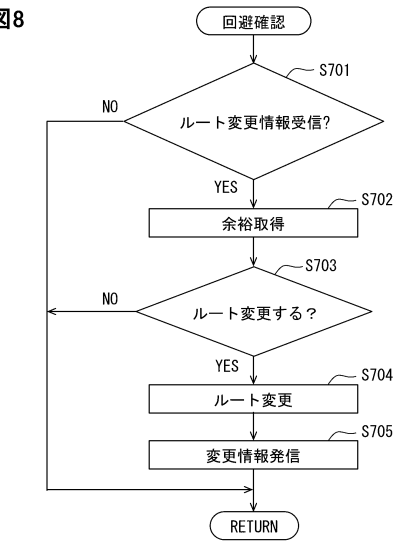 図8
回避確認
S701
NO
ルート変更情報受信?
YES
S702
余裕取得
S703
NO
ルート変更する？
YES
S704
ルート変更
S705
変更情報発信
RETURN